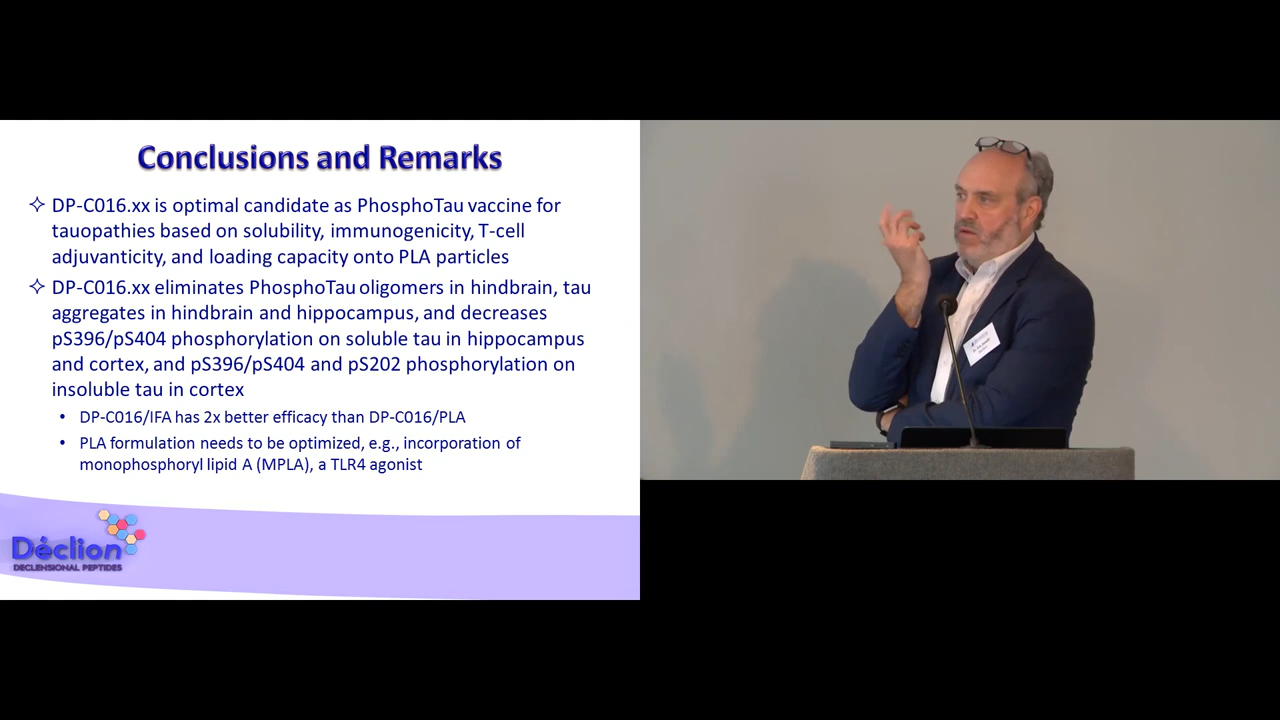 Conclusions and Remarks
✧ DP-C016.xx is optimal candidate as PhosphoTau vaccine for
tauopathies based on solubility, immunogenicity, T-cell
adjuvanticity, and loading capacity onto PLA particles
✧ DP-C016.xx eliminates PhosphoTau oligomers in hindbrain, tau
aggregates in hindbrain and hippocampus, and decreases
pS396/pS404 phosphorylation on soluble tau in hippocampus
and cortex, and pS396/pS404 and pS202 phosphorylation on
insoluble tau in cortex
• DP-C016/IFA has 2x better efficacy than DP-C016/PLA
• PLA formulation needs to be optimized, e.g., incorporation of
monophosphoryl lipid A (MPLA), a TLR4 agonist
Déclion
DECLENSIONAL PEPTIDES